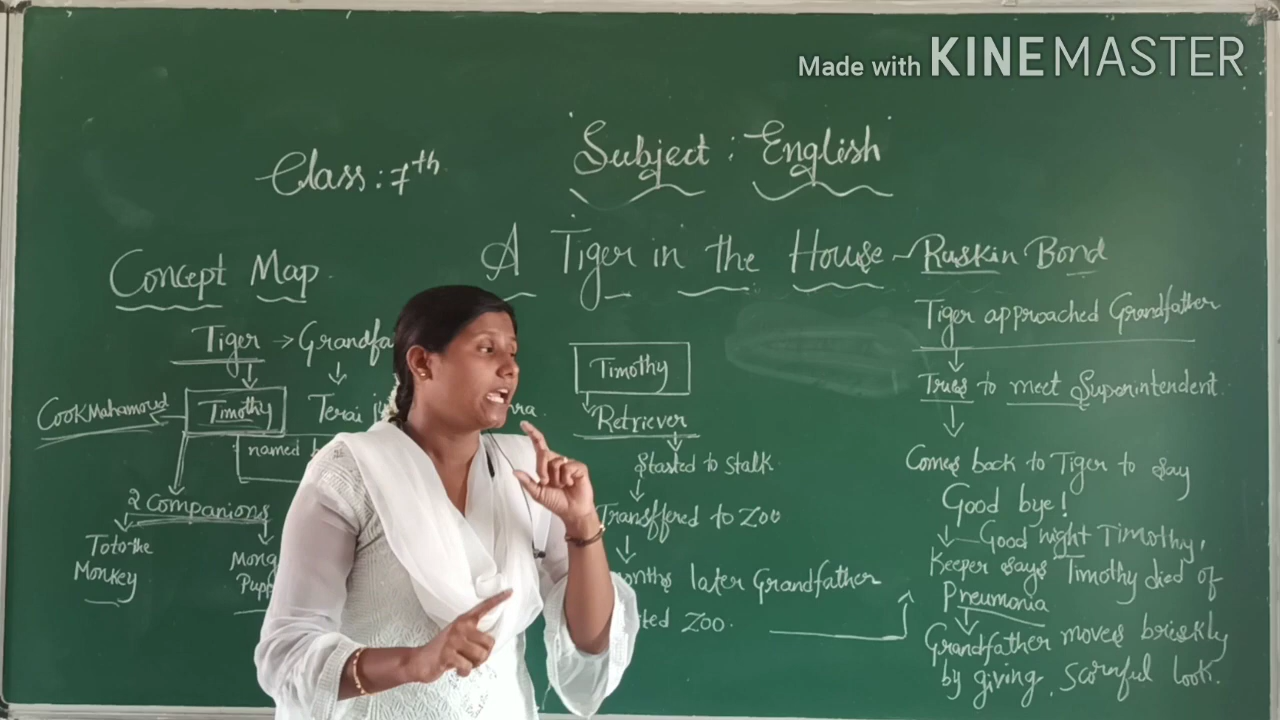 Made with KINEMASTER
Class: 7th
Subject: English
A Tiger in the House ~ Ruskin Bond
Concept Map
Tiger → Grandfa
Cook Mahamoud
Timothy
Terai
named
2 companions
Toto the
Monkey
Timothy
Retriever
Started to stalk
Transffered to Zoo
months later Grandfather
Zoo.
Tiger approached Grandfather
Tries to meet Superintendent
Comes back to Tiger to say
Good bye!
Good night Timothy,
Keeper says Timothy died of
Pneumonia
Grandfather moves briskly
by giving, scornful look.